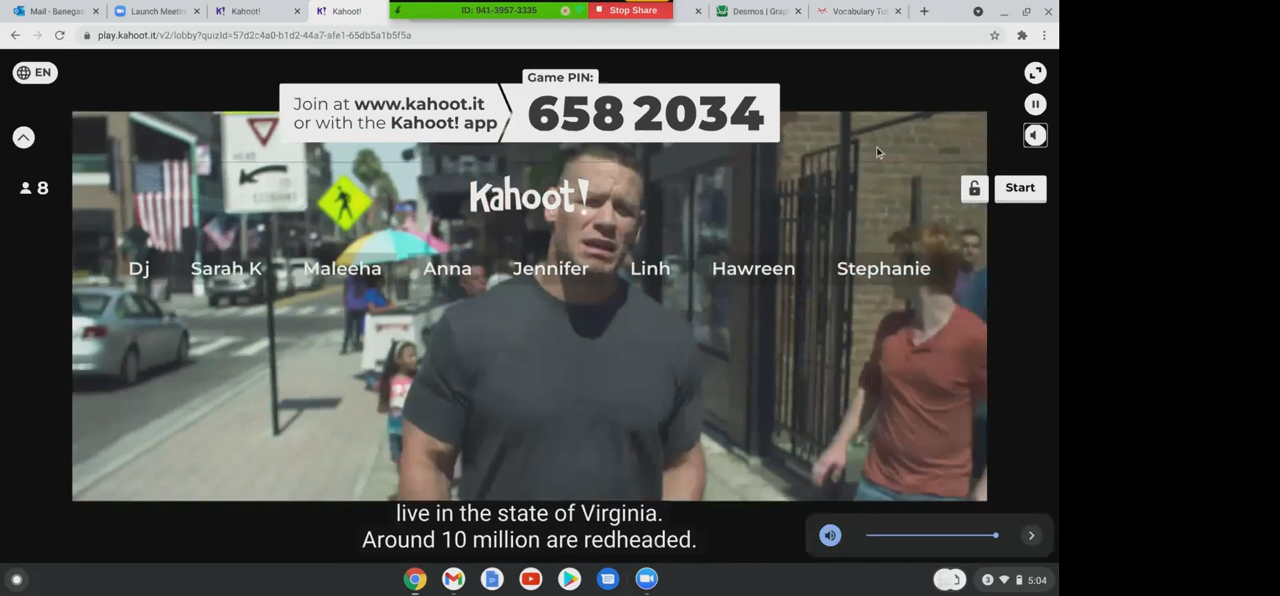 Mail - Banegas
Launch Meetin
Kahoot!
Kahoot!
ID: 941-3957-3335
Stop Share
Desmos | Grap
Vocabulary Tu
play.kahoot.it/v2/lobby?quizId=57d2c4a0-b1d2-44a7-afe1-65db5a1b5f5a
EN
Game PIN:
Join at www.kahoot.it
or with the Kahoot! app
658 2034
8
Kahoot!
Start
Dj Sarah K Maleeha Anna Jennifer Linh Hawreen Stephanie
live in the state of Virginia.
Around 10 million are redheaded.
3 5:04